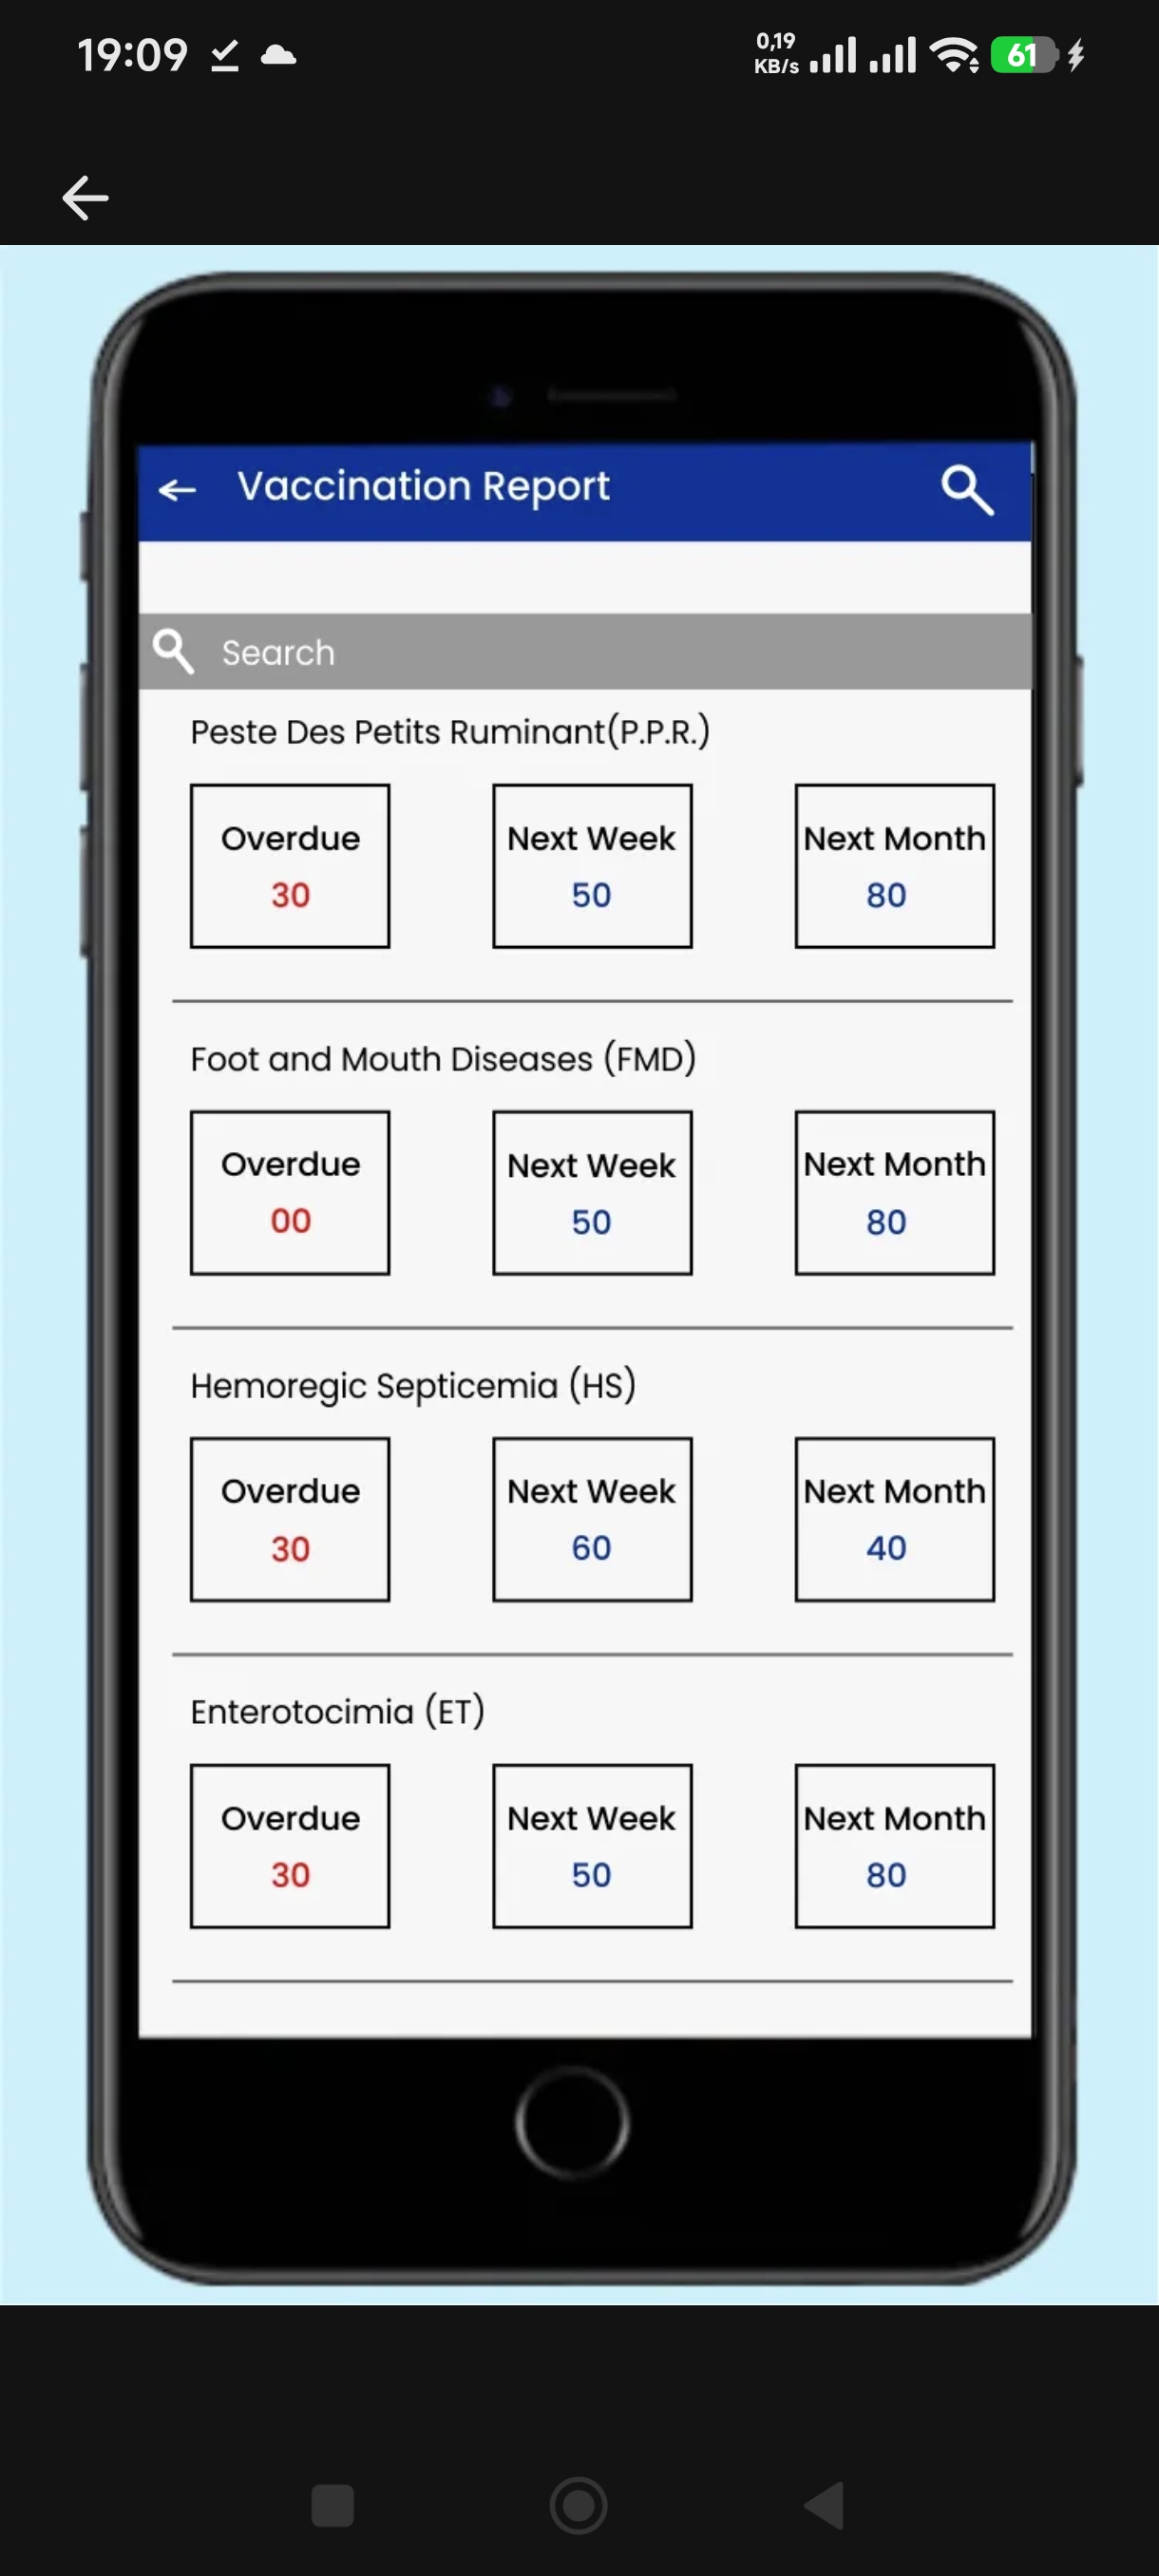 19:09
0,19
KB/s
61
Vaccination Report
Search
Peste Des Petits Ruminant(P.P.R.)
Overdue Next Week Next Month
30 50 80
Foot and Mouth Diseases (FMD)
Overdue Next Week Next Month
00 50 80
Hemoregic Septicemia (HS)
Overdue Next Week Next Month
30 60 40
Enterotocimia (ET)
Overdue Next Week Next Month
30 50 80